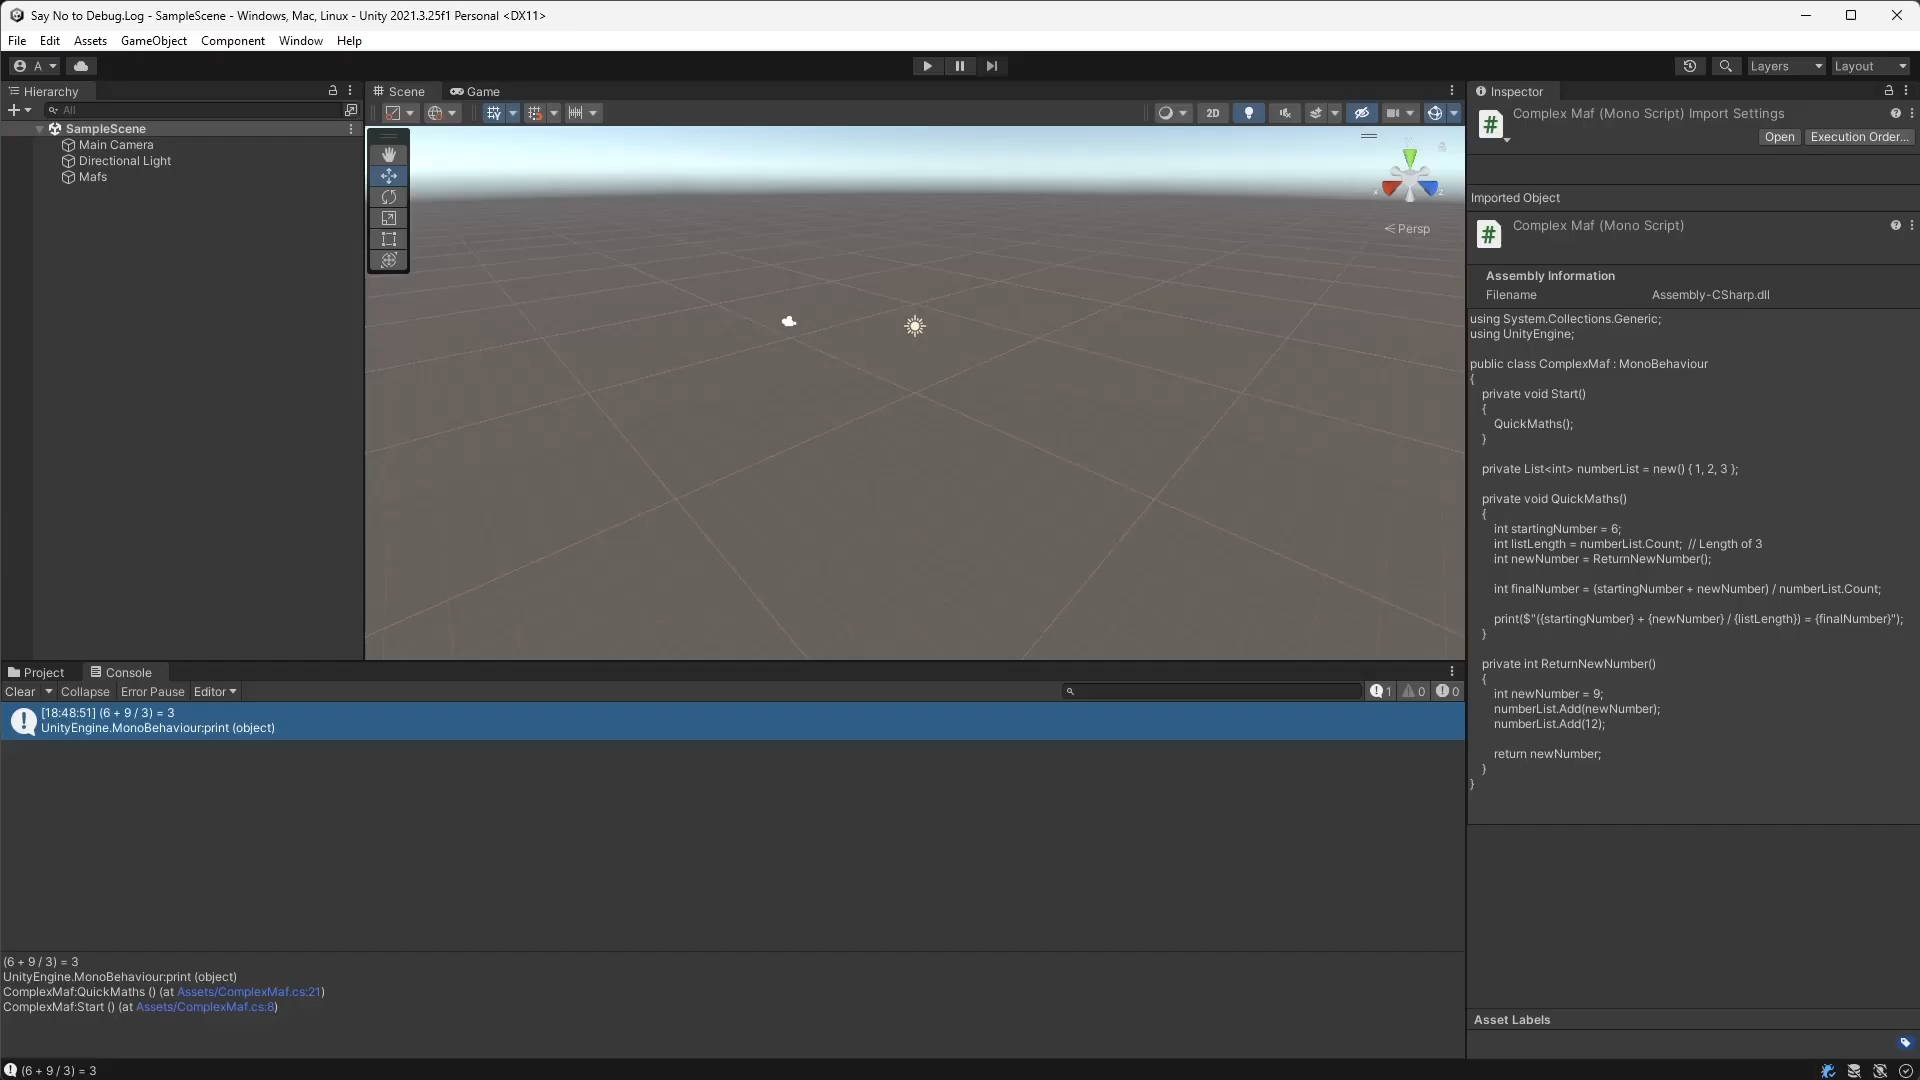 Say No to Debug.Log - SampleScene - Windows, Mac, Linux - Unity 2021.3.25f1 Personal <DX11>
File Edit Assets GameObject Component Window Help
A
Layers
Layout
Hierarchy
All
SampleScene
Main Camera
Directional Light
Mafs
Scene
Game
2D
Persp
Project
Console
Clear
Collapse
Error Pause
Editor
1
0
0
[18:48:51] (6 + 9 / 3) = 3
UnityEngine.MonoBehaviour:print (object)
(6 + 9 / 3) = 3
UnityEngine.MonoBehaviour:print (object)
ComplexMaf:QuickMaths () (at Assets/ComplexMaf.cs:21)
ComplexMaf:Start () (at Assets/ComplexMaf.cs:8)
(6 + 9 / 3) = 3
Inspector
Complex Maf (Mono Script) Import Settings
Open
Execution Order...
Imported Object
Complex Maf (Mono Script)
Assembly Information
Filename Assembly-CSharp.dll
using System.Collections.Generic;
using UnityEngine;
public class ComplexMaf : MonoBehaviour
{
private void Start()
{
QuickMaths();
}
private List<int> numberList = new() { 1, 2, 3 };
private void QuickMaths()
{
int startingNumber = 6;
int listLength = numberList.Count; // Length of 3
int newNumber = ReturnNewNumber();
int finalNumber = (startingNumber + newNumber) / numberList.Count;
print($"({startingNumber} + {newNumber} / {listLength}) = {finalNumber}");
}
private int ReturnNewNumber()
{
int newNumber = 9;
numberList.Add(newNumber);
numberList.Add(12);
return newNumber;
}
}
Asset Labels